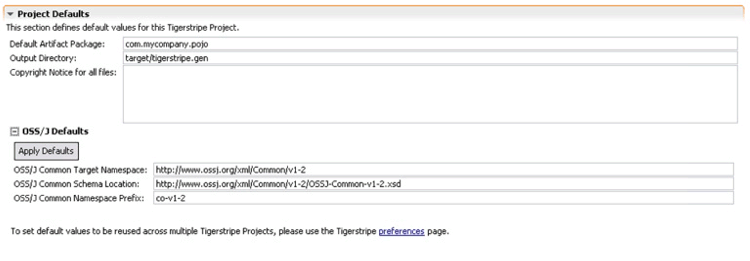 Project Defaults
This section defines default values for this Tigerstripe Project.
Default Artifact Package: com.mycompany.pojo
Output Directory: target/tigerstripe.gen
Copyright Notice for all files:
OSS/J Defaults
Apply Defaults
OSS/J Common Target Namespace: http://www.ossj.org/xml/Common/v1-2
OSS/J Common Schema Location: http://www.ossj.org/xml/Common/v1-2/OSSJ-Common-v1-2.xsd
OSS/J Common Namespace Prefix: co-v1-2
To set default values to be reused across multiple Tigerstripe Projects, please use the Tigerstripe preferences page.